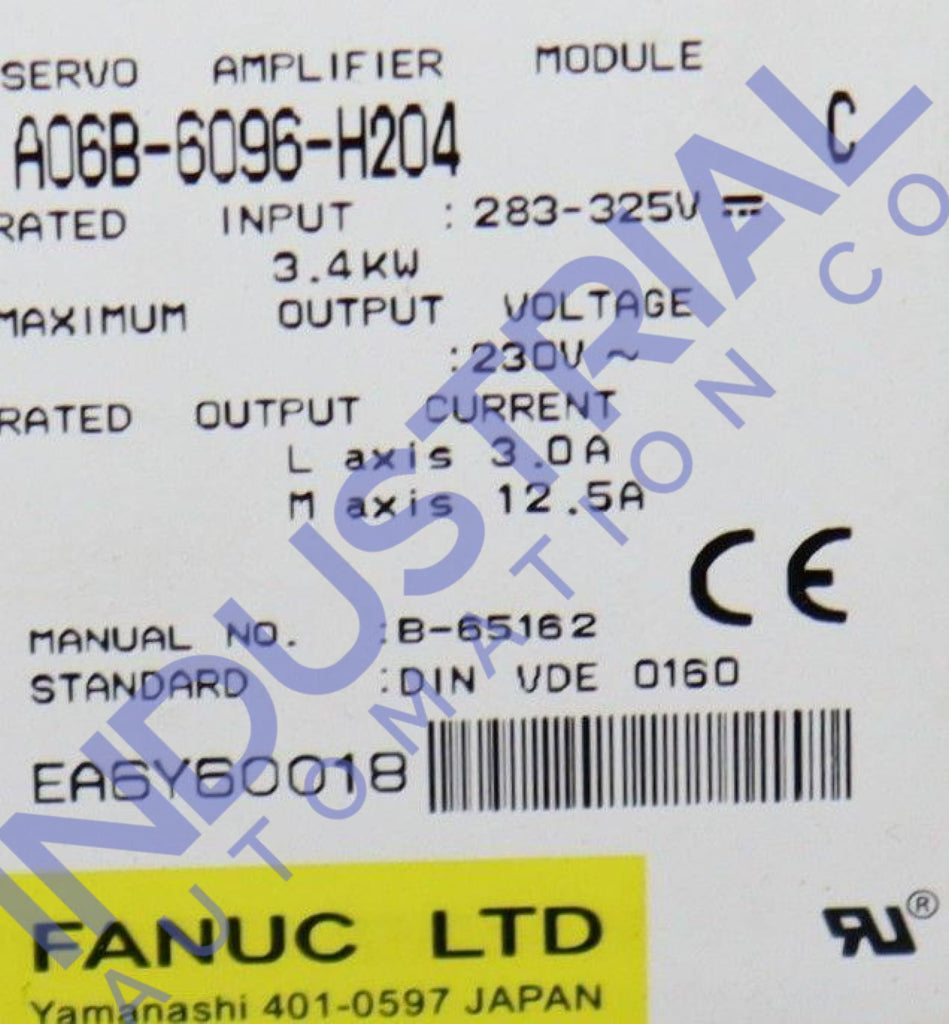 SERVO AMPLIFIER MODULE
A06B-6096-H204 C
RATED INPUT : 283-325V ⎓
3.4KW
MAXIMUM OUTPUT VOLTAGE
:230V ~
RATED OUTPUT CURRENT
L axis 3.0A
M axis 12.5A
CE
MANUAL NO. :B-65162
STANDARD :DIN VDE 0160
EA6Y60018
FANUC LTD
Yamanashi 401-0597 JAPAN
RU®
INDUSTRIAL
AUTOMATION CO